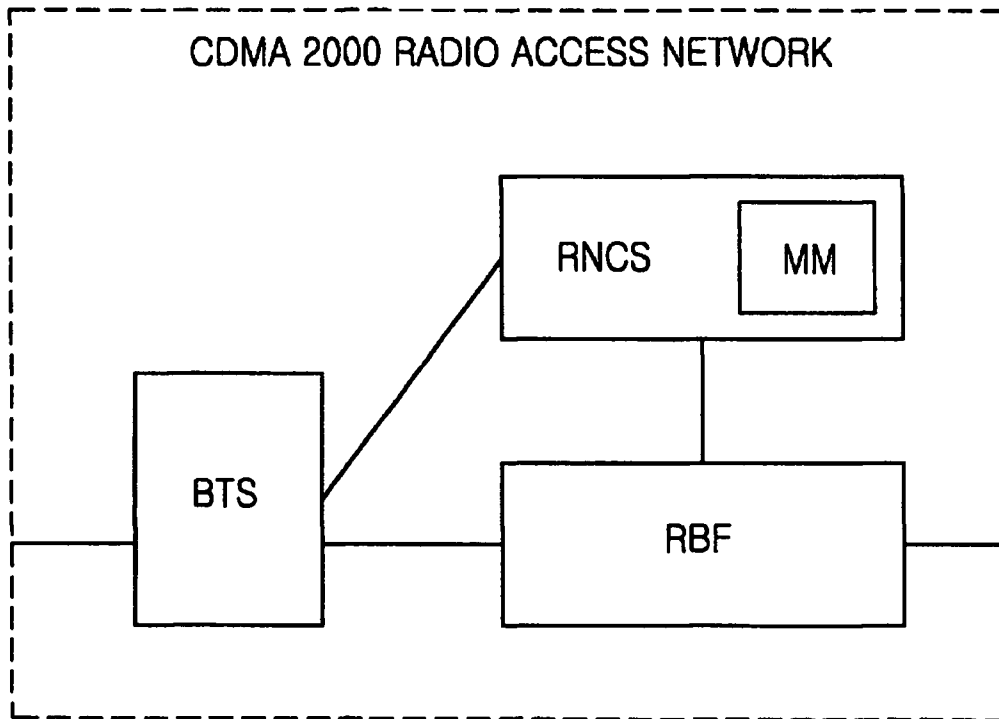 CDMA 2000 RADIO ACCESS NETWORK
RNCS
MM
BTS
RBF